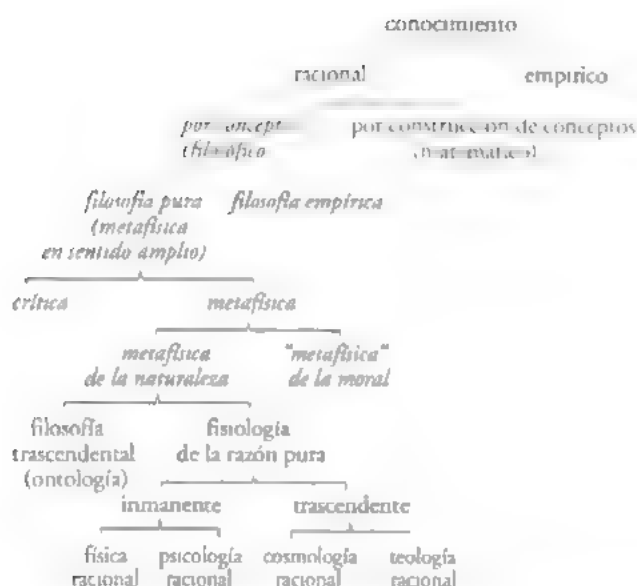 conocimiento
racional empírico
por concept por construcción de conceptos
filosofía pura filosofía empírica
(metafísica
en sentido amplio)
crítica metafísica
metafísica "metafísica"
de la naturaleza de la moral
filosofía fisiología
trascendental de la razón pura
(ontología)
inmanente trascendente
física psicología cosmología teología
racional racional racional racional